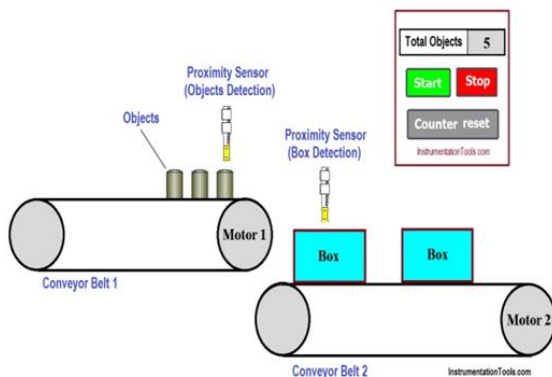 Total Objects 5
Start Stop
Counter reset
InstrumentationTools.com
Proximity Sensor
(Objects Detection)
Objects
Proximity Sensor
(Box Detection)
Motor 1
Box Box
Conveyor Belt 1
Motor 2
Conveyor Belt 2
InstrumentationTools.com